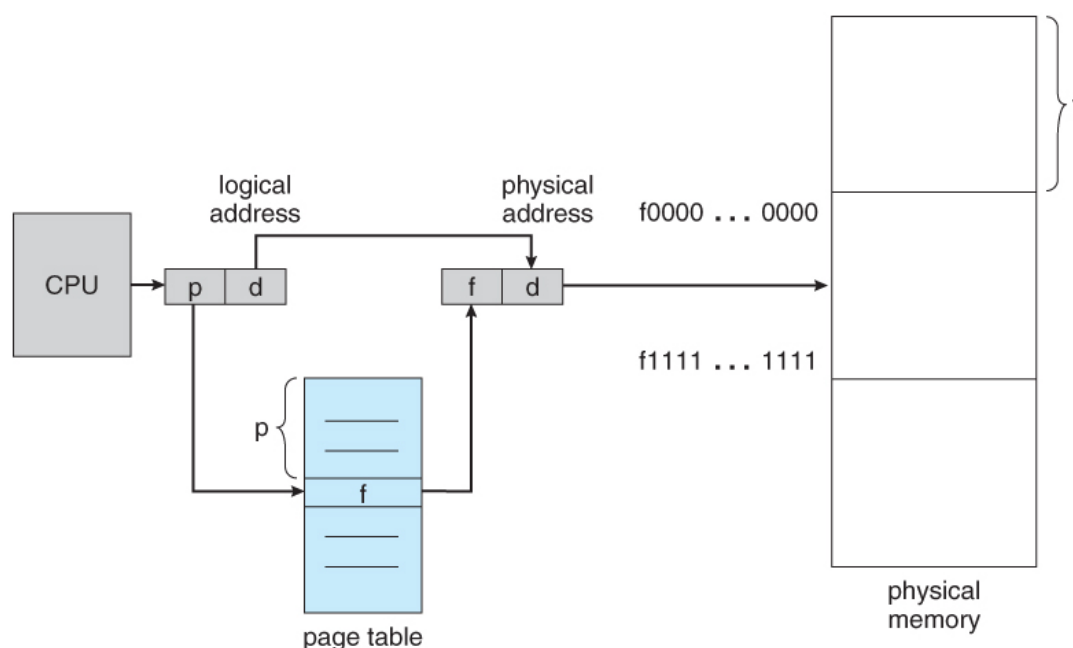 logical
address
physical
address
f0000 ... 0000
CPU
p
d
f
d
f1111 ... 1111
p
f
page table
physical
memory